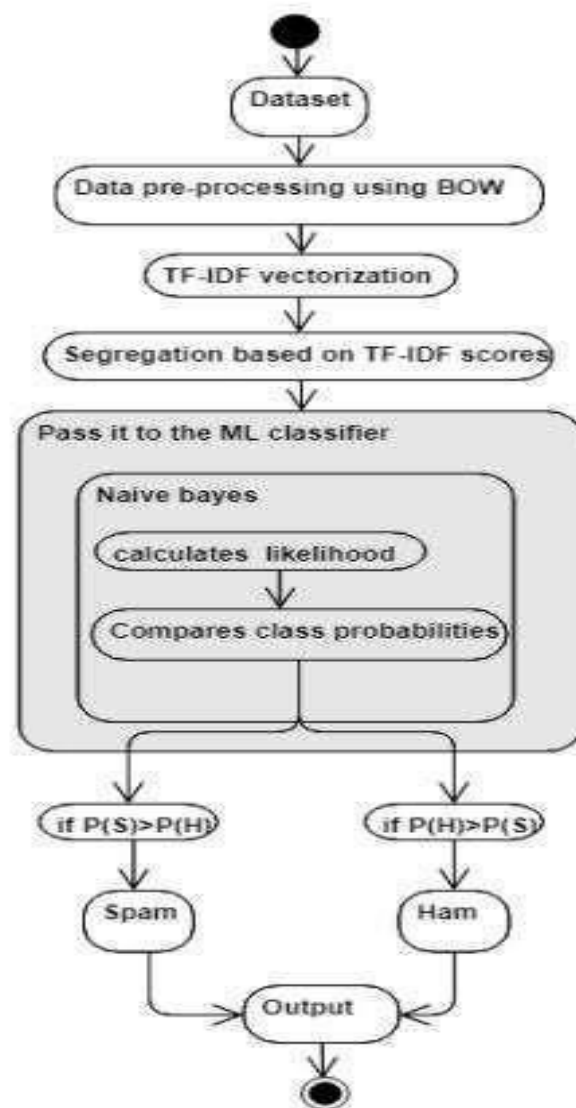 Dataset
Data pre-processing using BOW
TF-IDF vectorization
Segregation based on TF-IDF scores
Pass it to the ML classifier
Naive bayes
calculates likelihood
Compares class probabilities
if P(S)>P(H)
if P(H)>P(S)
Spam
Ham
Output